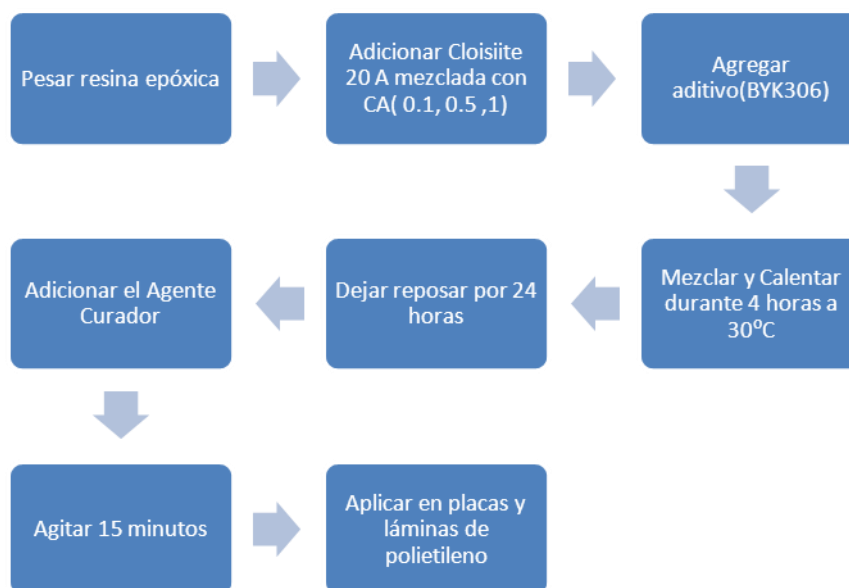 Pesar resina epóxica
Adicionar Cloisiite
20 A mezclada con
CA( 0.1, 0.5 ,1)
Agregar
aditivo(BYK306)
Mezclar y Calentar
durante 4 horas a
30ºC
Dejar reposar por 24
horas
Adicionar el Agente
Curador
Agitar 15 minutos
Aplicar en placas y
láminas de
polietileno